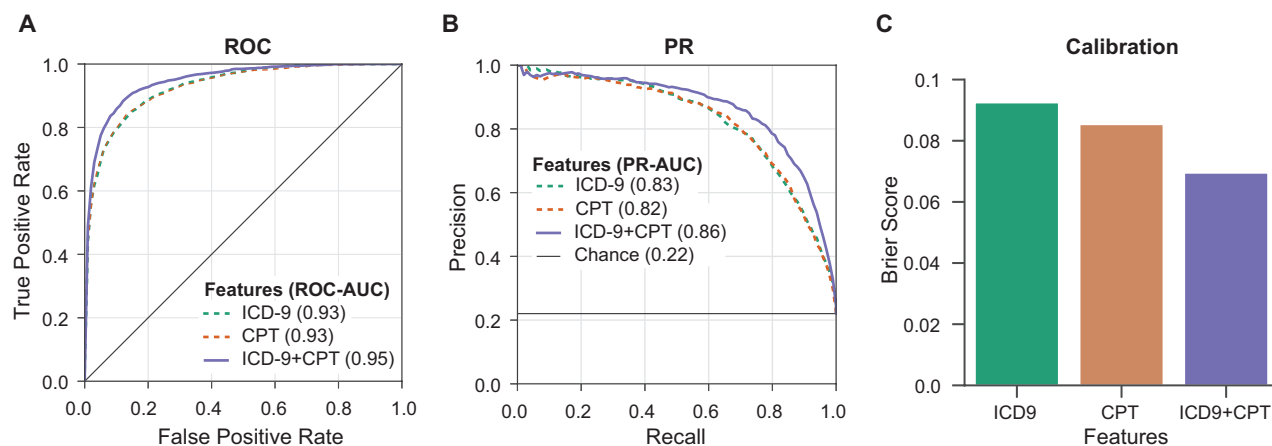 A
ROC
True Positive Rate
1.0
0.8
0.6
0.4
0.2
0.0
Features (ROC-AUC)
ICD-9 (0.93)
CPT (0.93)
ICD-9+CPT (0.95)
0.0 0.2 0.4 0.6 0.8 1.0
False Positive Rate
B
PR
Precision
1.0
0.8
0.6
0.4
0.2
0.0
Features (PR-AUC)
ICD-9 (0.83)
CPT (0.82)
ICD-9+CPT (0.86)
Chance (0.22)
0.0 0.2 0.4 0.6 0.8 1.0
Recall
C
Calibration
Brier Score
0.1
0.08
0.06
0.04
0.02
0.0
ICD9 CPT ICD9+CPT
Features